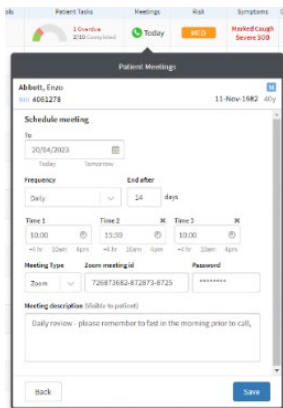 Patient Tasks Meetings Risk Symptoms
1 Overdue
2/10 Completed
Today
MED
Marked Cough
Severe SOB
Patient Meetings
Abbott, Enzo M
4061278 11-Nov-1982 40y
Schedule meeting
To
20/04/2023
Today Tomorrow
Frequency End after
Daily 14 days
Time 1 Time 2 Time 3
10:00 15:30 10:00
+4 hr 10am 4pm +4 hr 10am 4pm +4 hr 10am 4pm
Meeting Type Zoom meeting id Password
Zoom 726873682-872873-8725 ********
Meeting description (Visible to patient)
Daily review - please remember to fast in the morning prior to call,
Back Save